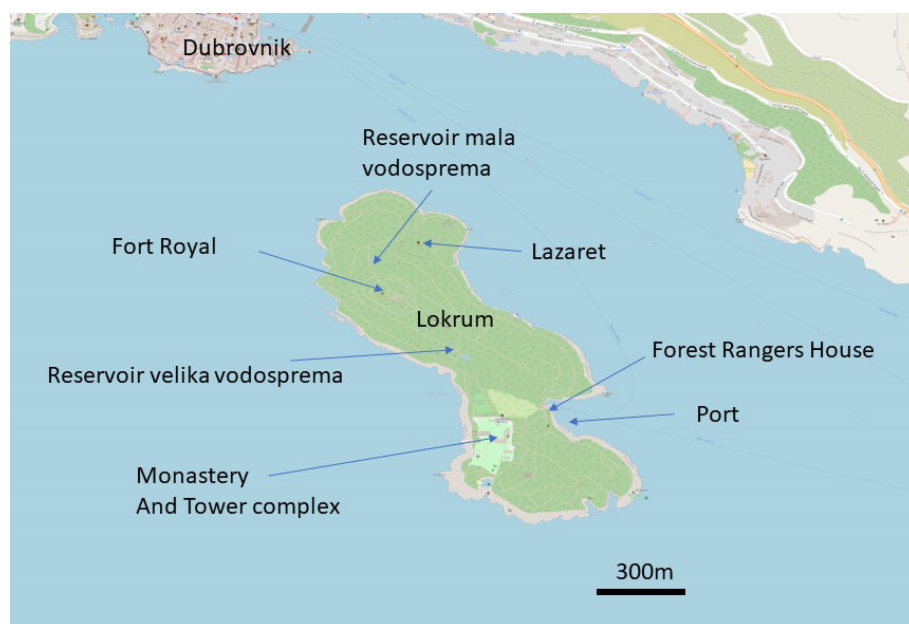 Dubrovnik
Reservoir mala
vodosprema
Fort Royal
Lazaret
Lokrum
Forest Rangers House
Reservoir velika vodosprema
Port
Monastery
And Tower complex
300m